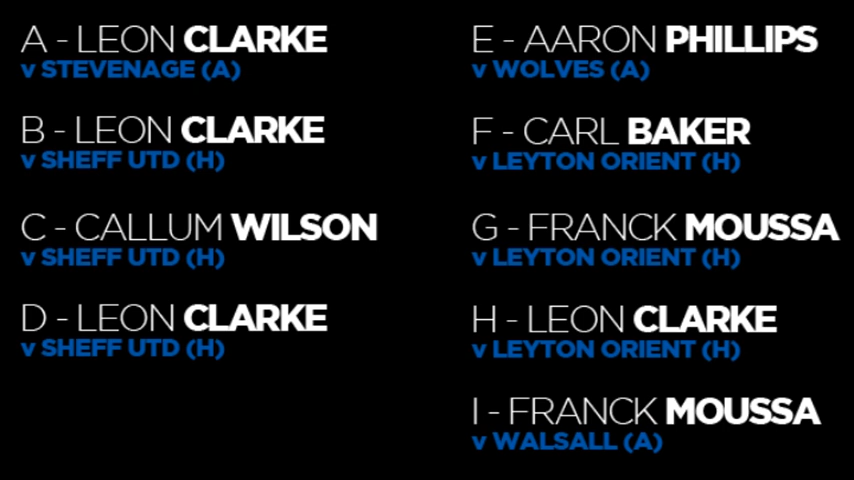 A - LEON CLARKE
v STEVENAGE (A)
B - LEON CLARKE
v SHEFF UTD (H)
C - CALLUM WILSON
v SHEFF UTD (H)
D - LEON CLARKE
v SHEFF UTD (H)
E - AARON PHILLIPS
v WOLVES (A)
F - CARL BAKER
v LEYTON ORIENT (H)
G - FRANCK MOUSSA
v LEYTON ORIENT (H)
H - LEON CLARKE
v LEYTON ORIENT (H)
I - FRANCK MOUSSA
v WALSALL (A)